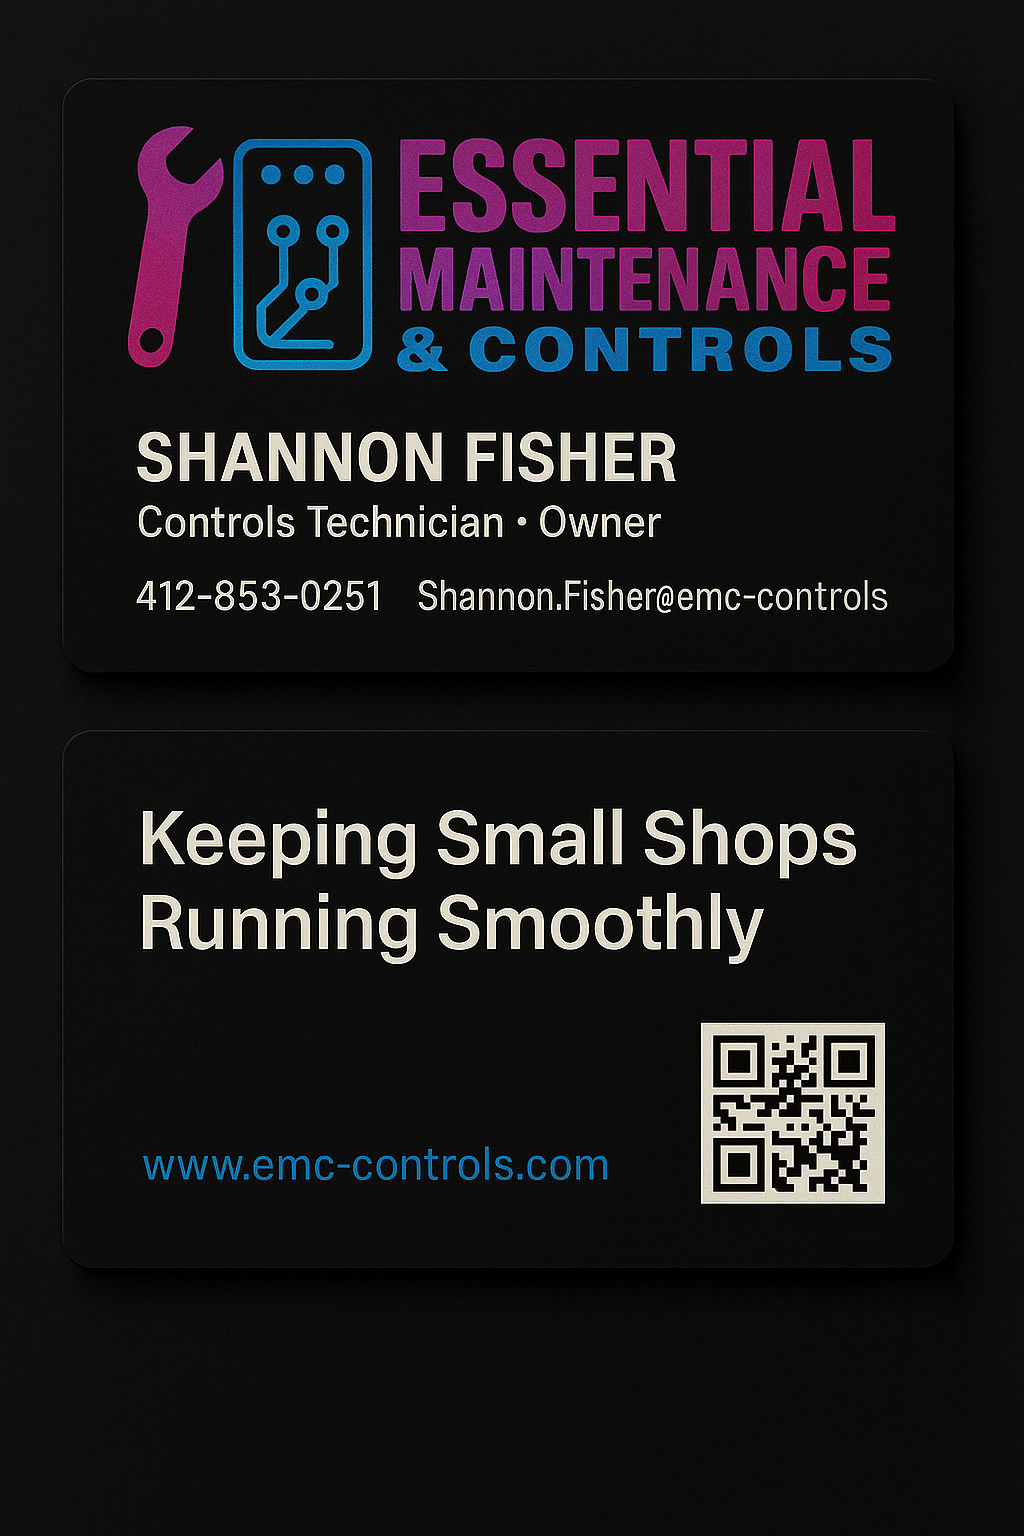 ESSENTIAL
MAINTENANCE
& CONTROLS
SHANNON FISHER
Controls Technician • Owner
412-853-0251 Shannon.Fisher@emc-controls
Keeping Small Shops
Running Smoothly
www.emc-controls.com